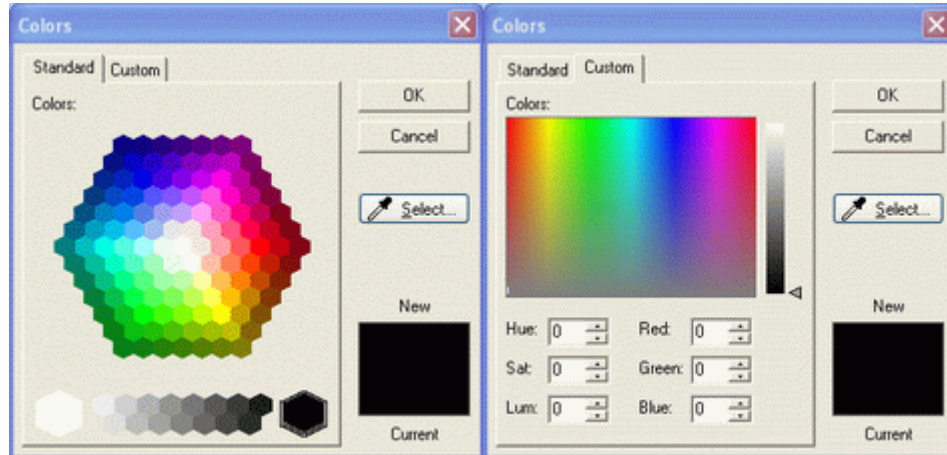 Colors
Standard Custom
Colors:
OK
Cancel
Select...
New
Current
Colors
Standard Custom
Colors:
OK
Cancel
Select...
New
Hue: 0 Red: 0
Sat: 0 Green: 0
Lum: 0 Blue: 0
Current